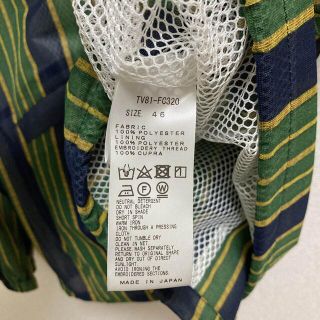 TV81-FC320
SIZE 46
FABRIC
100% POLYESTER
LINING
100% POLYESTER
EMBROIDERY THREAD
100% CUPRA
NEUTRAL DETERGENT
DO NOT BLEACH
DRY IN SHADE
SHORT SPIN
WARM IRON
IRON THROUGH A PRESSING
CLOTH
DO NOT TUMBLE DRY
CLEAN IN NET
PLEASE WASH SEPARATELY
RETURN TO ORIGINAL SHAPE
AND DRY OUT OF DIRECT
SUNLIGHT.
AVOID IRONING THE
EMBROIDERED SECTIONS
MADE IN JAPAN